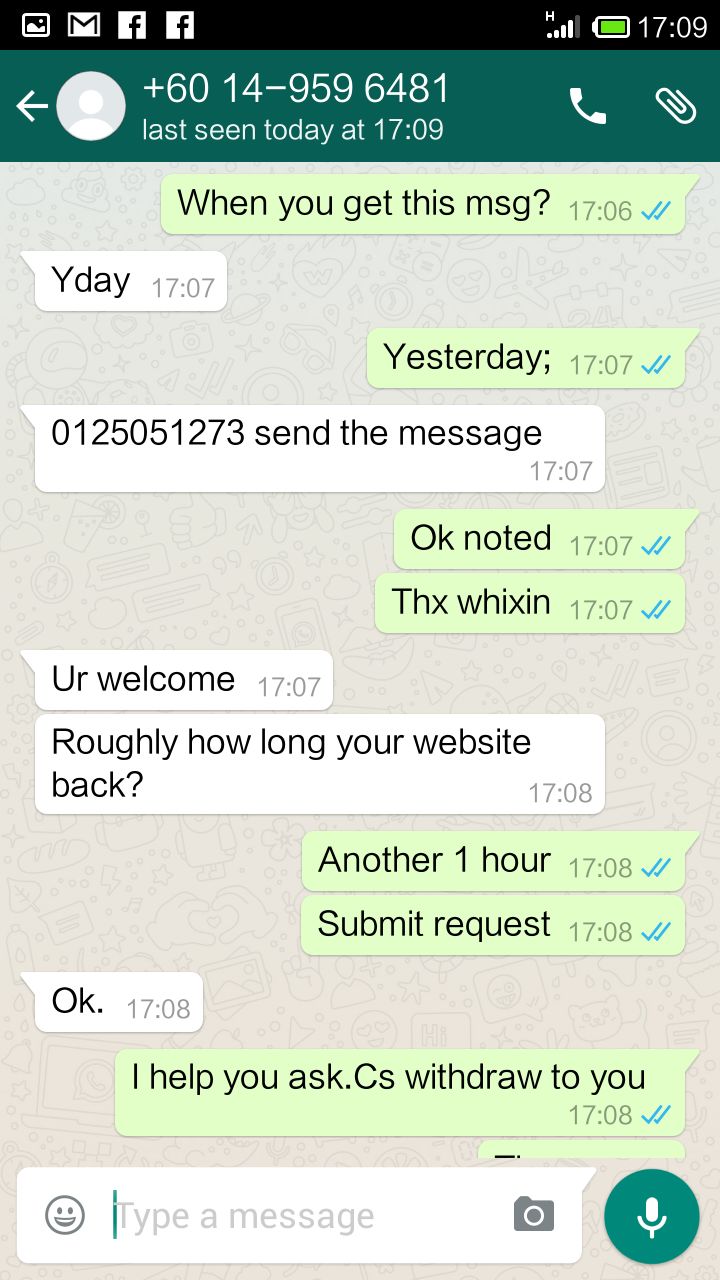 H 17:09
+60 14-959 6481
last seen today at 17:09
When you get this msg? 17:06
Yday 17:07
Yesterday; 17:07
0125051273 send the message
17:07
Ok noted 17:07
Thx whixin 17:07
Ur welcome 17:07
Roughly how long your website
back? 17:08
Another 1 hour 17:08
Submit request 17:08
Ok. 17:08
I help you ask.Cs withdraw to you
17:08
Type a message